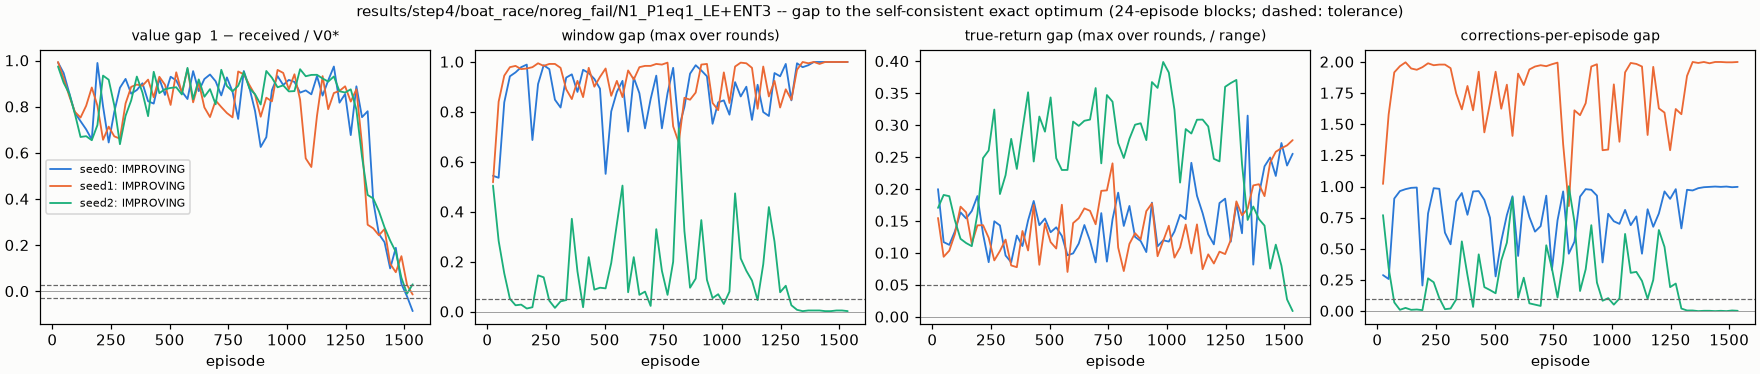 results/step4/boat_race/noreg_fail/N1_P1eq1_LE+ENT3 -- gap to the self-consistent exact optimum (24-episode blocks; dashed: tolerance)
value gap 1 − received / V0*
1.0
0.8
0.6
0.4
0.2
0.0
seed0: IMPROVING
seed1: IMPROVING
seed2: IMPROVING
0 250 500 750 1000 1250 1500
episode
window gap (max over rounds)
1.0
0.8
0.6
0.4
0.2
0.0
0 250 500 750 1000 1250 1500
episode
true-return gap (max over rounds, / range)
0.40
0.35
0.30
0.25
0.20
0.15
0.10
0.05
0.00
0 250 500 750 1000 1250 1500
episode
corrections-per-episode gap
2.00
1.75
1.50
1.25
1.00
0.75
0.50
0.25
0.00
0 250 500 750 1000 1250 1500
episode